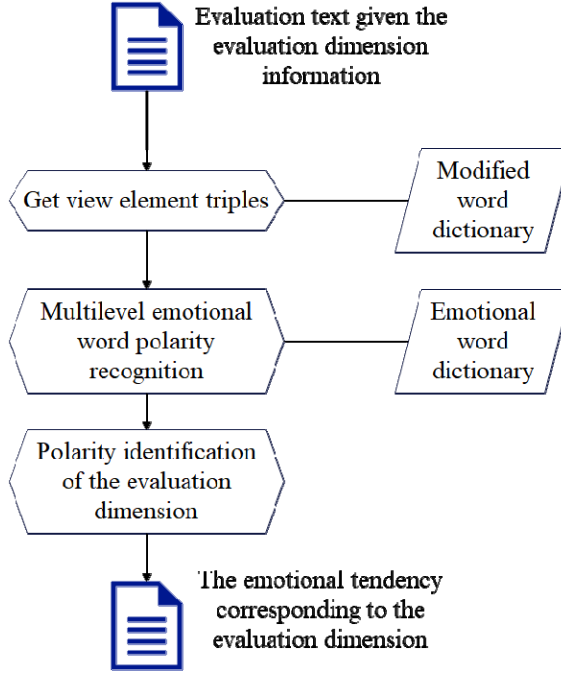 Evaluation text given the
evaluation dimension
information
Get view element triples
Modified
word
dictionary
Multilevel emotional
word polarity
recognition
Emotional
word
dictionary
Polarity identification
of the evaluation
dimension
The emotional tendency
corresponding to the
evaluation dimension